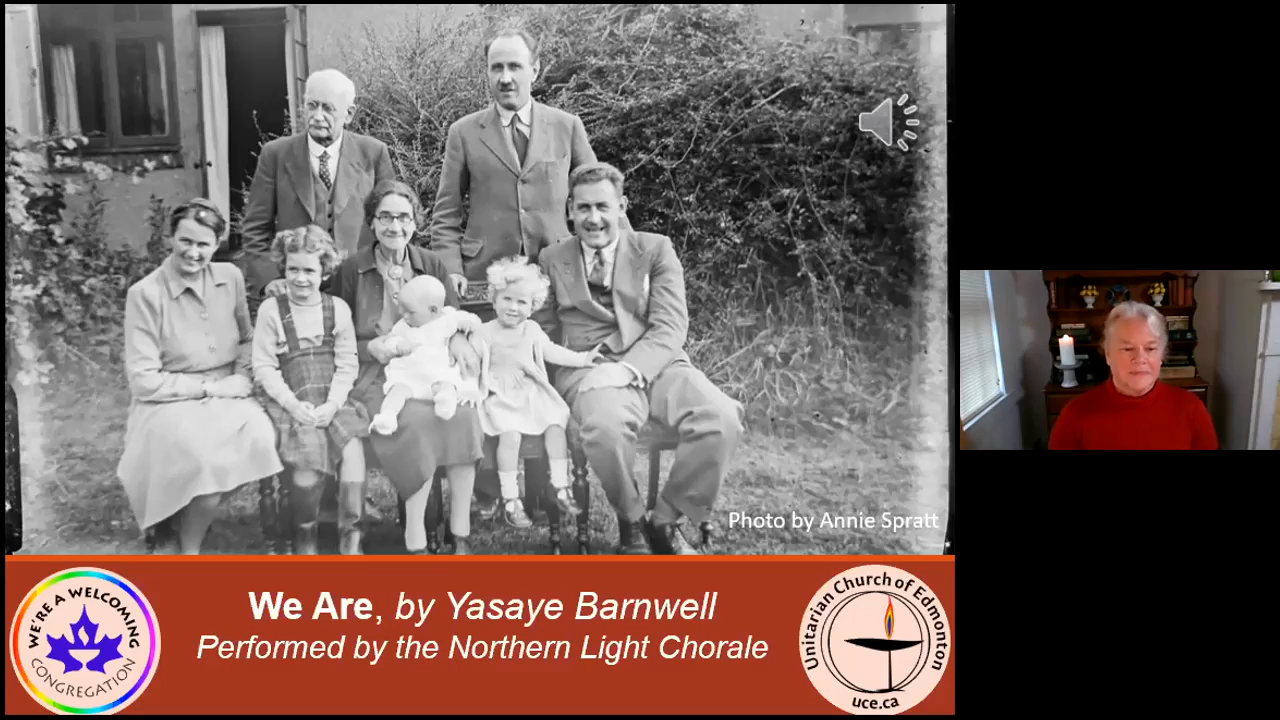 Photo by Annie Spratt
WE'RE A WELCOMING
CONGREGATION
We Are, by Yasaye Barnwell
Performed by the Northern Light Chorale
Unitarian Church of Edmonton
uce.ca